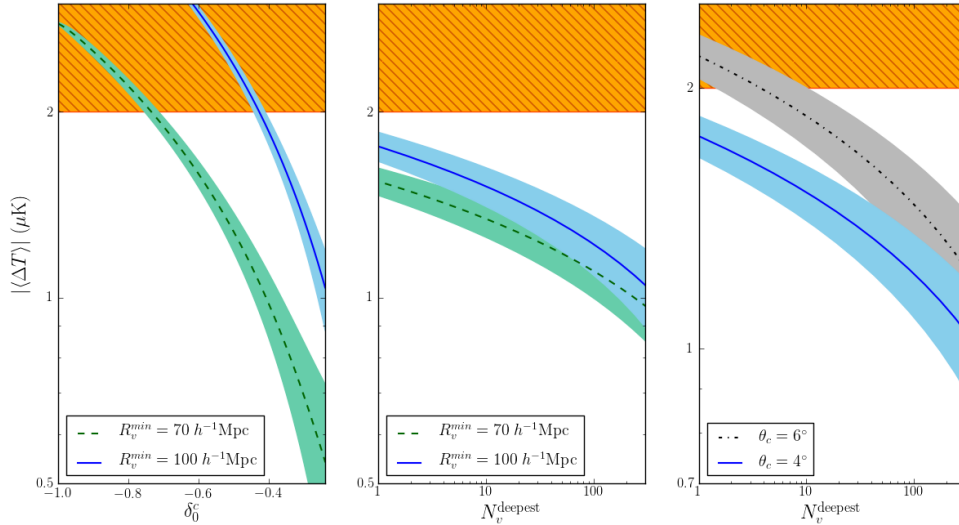 |⟨ΔT⟩| (μK)
2
1
0.5
−1.0 −0.8 −0.6 −0.4
δ₀ᶜ
R_v^min = 70 h⁻¹Mpc
R_v^min = 100 h⁻¹Mpc
2
1
0.5
1 10 100
N_v^deepest
R_v^min = 70 h⁻¹Mpc
R_v^min = 100 h⁻¹Mpc
2
1
0.7
1 10 100
N_v^deepest
θ_c = 6°
θ_c = 4°